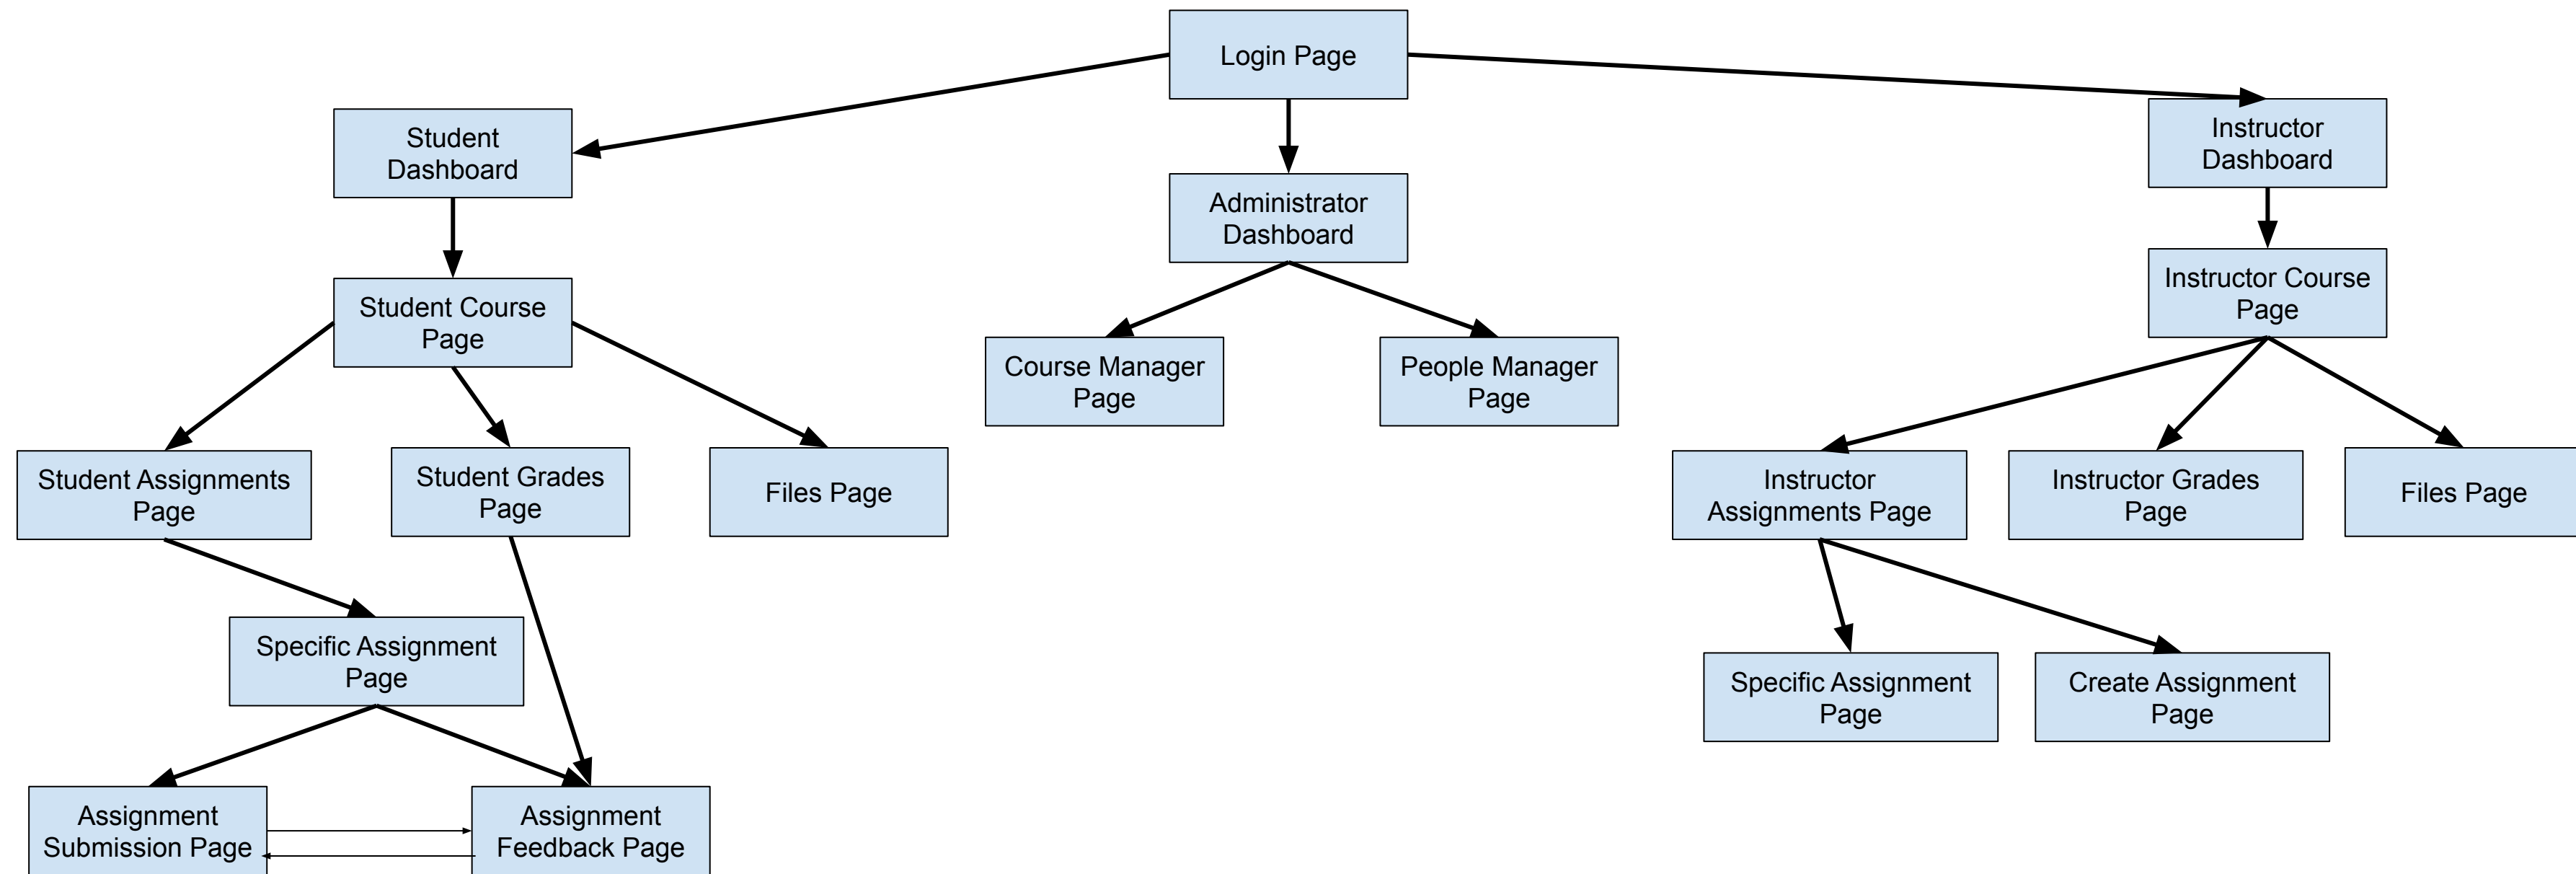 Login Page
Student
Dashboard
Instructor
Dashboard
Administrator
Dashboard
Student Course
Page
Instructor Course
Page
Course Manager
Page
People Manager
Page
Student Assignments
Page
Student Grades
Page
Files Page
Instructor
Assignments Page
Instructor Grades
Page
Files Page
Specific Assignment
Page
Specific Assignment
Page
Create Assignment
Page
Assignment
Submission Page
Assignment
Feedback Page